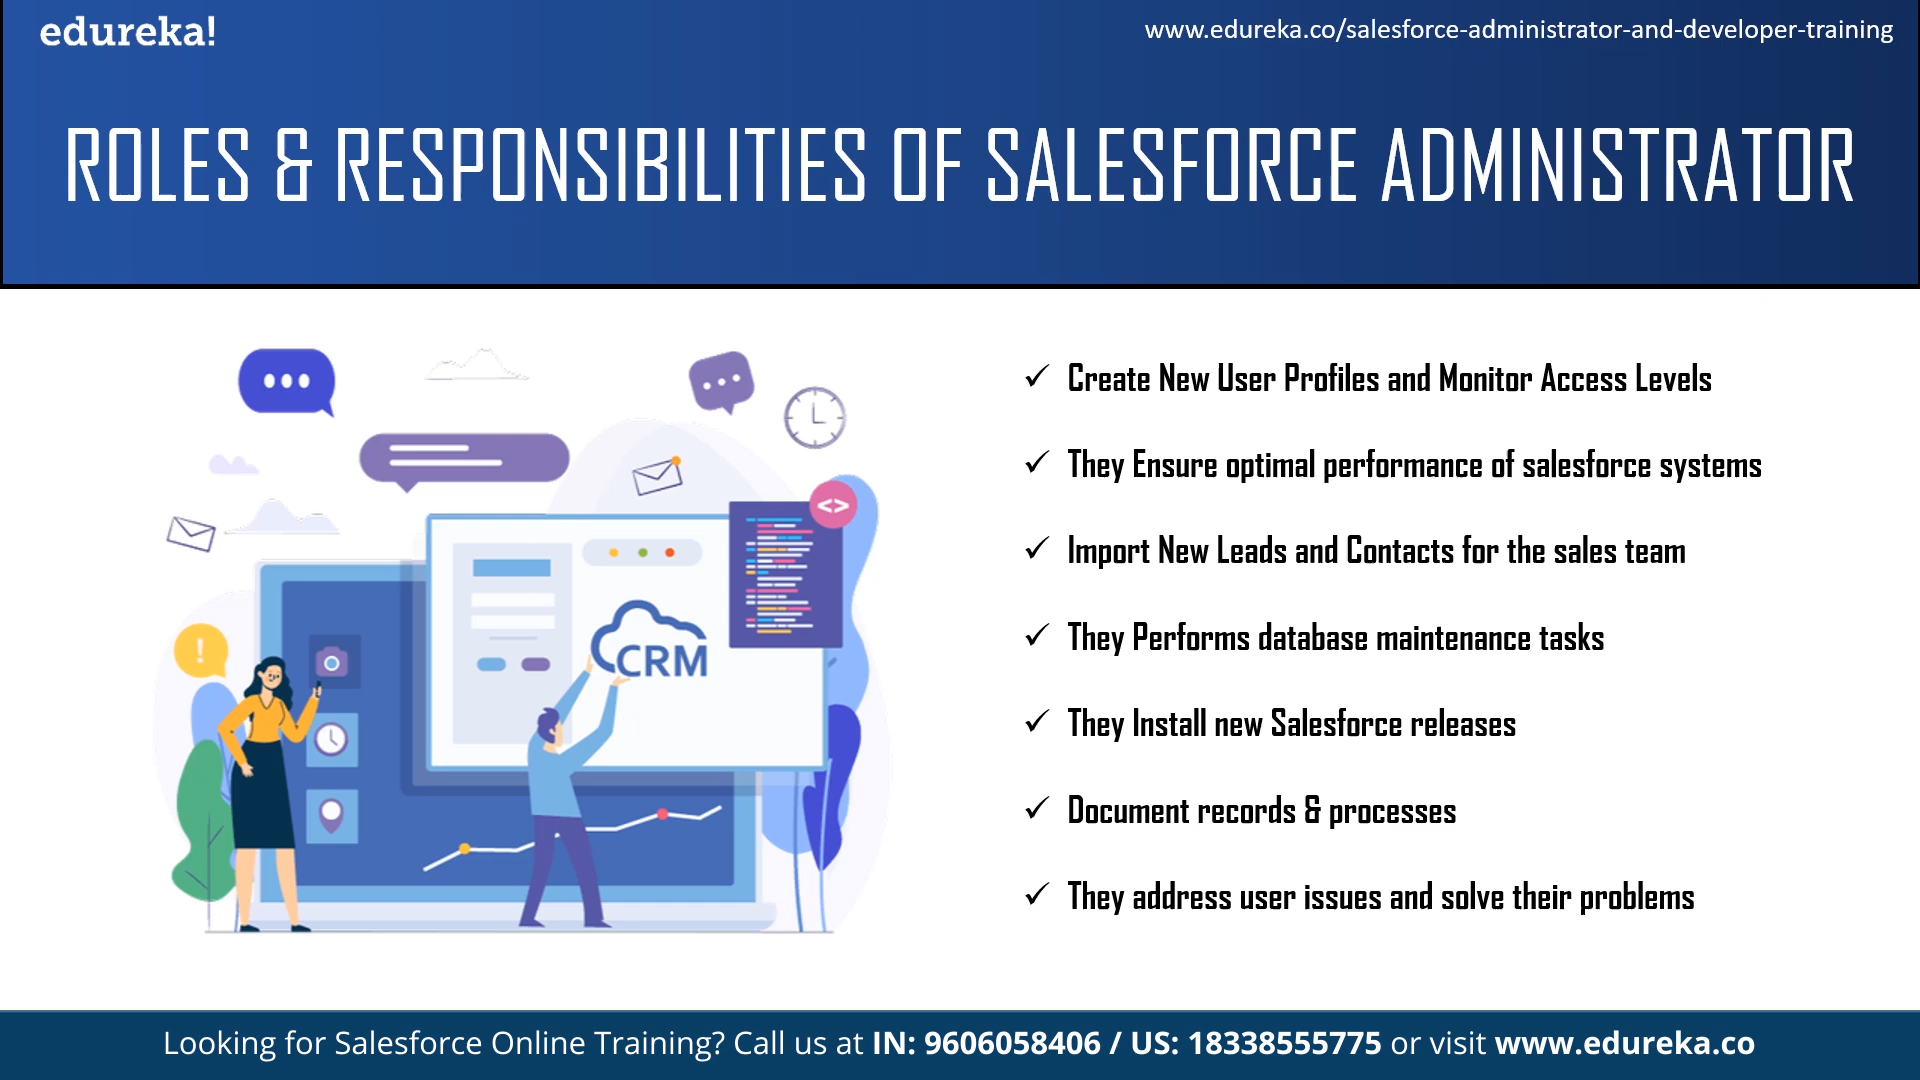 edureka!
www.edureka.co/salesforce-administrator-and-developer-training
ROLES & RESPONSIBILITIES OF SALESFORCE ADMINISTRATOR
CRM
✓ Create New User Profiles and Monitor Access Levels
✓ They Ensure optimal performance of salesforce systems
✓ Import New Leads and Contacts for the sales team
✓ They Performs database maintenance tasks
✓ They Install new Salesforce releases
✓ Document records & processes
✓ They address user issues and solve their problems
Looking for Salesforce Online Training? Call us at IN: 9606058406 / US: 18338555775 or visit www.edureka.co